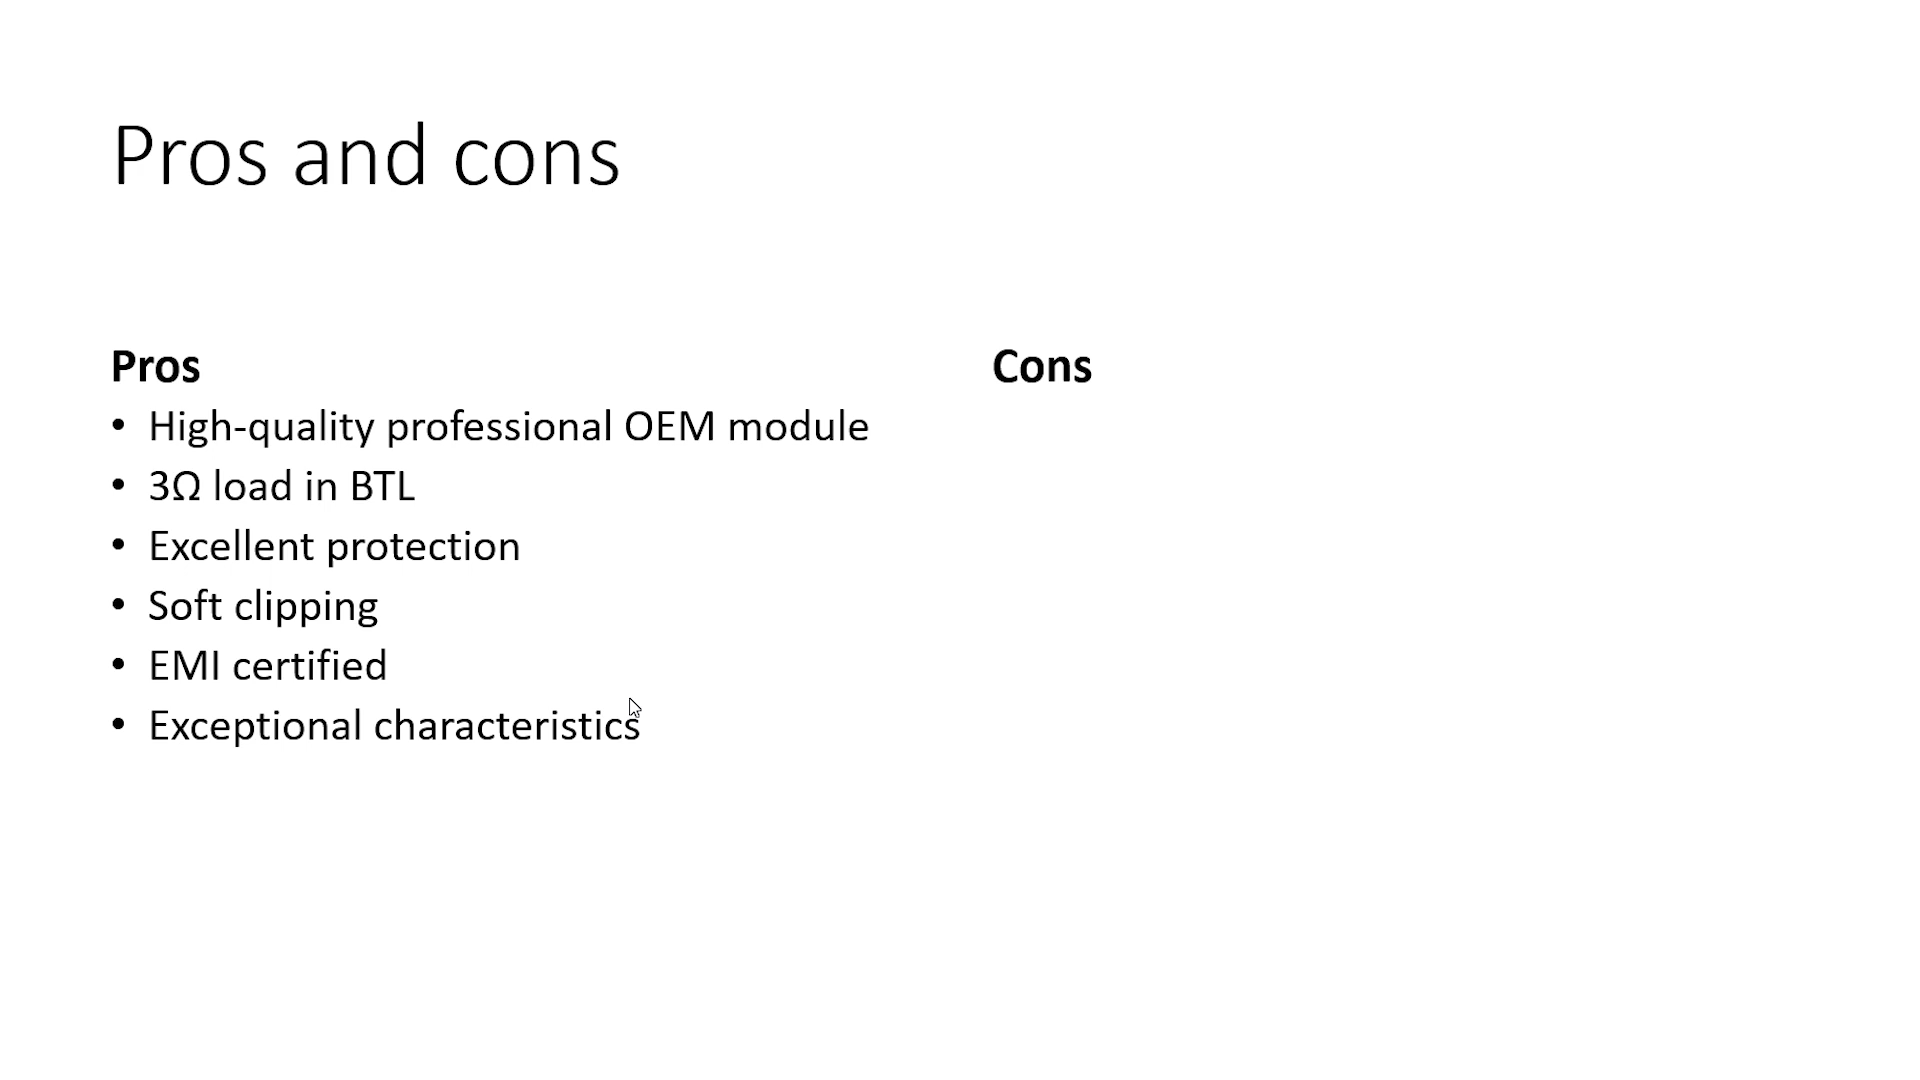 Pros and cons
Pros
• High-quality professional OEM module
• 3Ω load in BTL
• Excellent protection
• Soft clipping
• EMI certified
• Exceptional characteristics
Cons